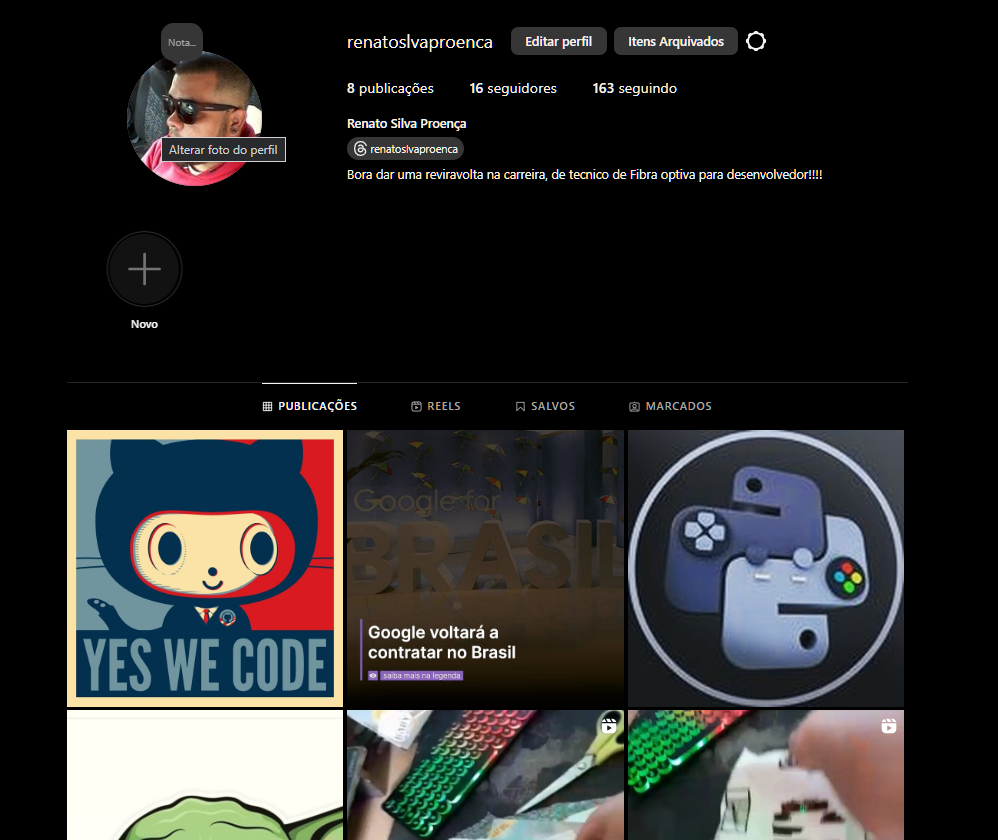 Nota...
renatoslvaproenca
Editar perfil
Itens Arquivados
8 publicações
16 seguidores
163 seguindo
Renato Silva Proença
renatoslvaproenca
Alterar foto do perfil
Bora dar uma reviravolta na carreira, de tecnico de Fibra optiva para desenvolvedor!!!!
Novo
PUBLICAÇÕES
REELS
SALVOS
MARCADOS
YES WE CODE
Google for
BRASIL
Google voltará a
contratar no Brasil
saiba mais na legenda